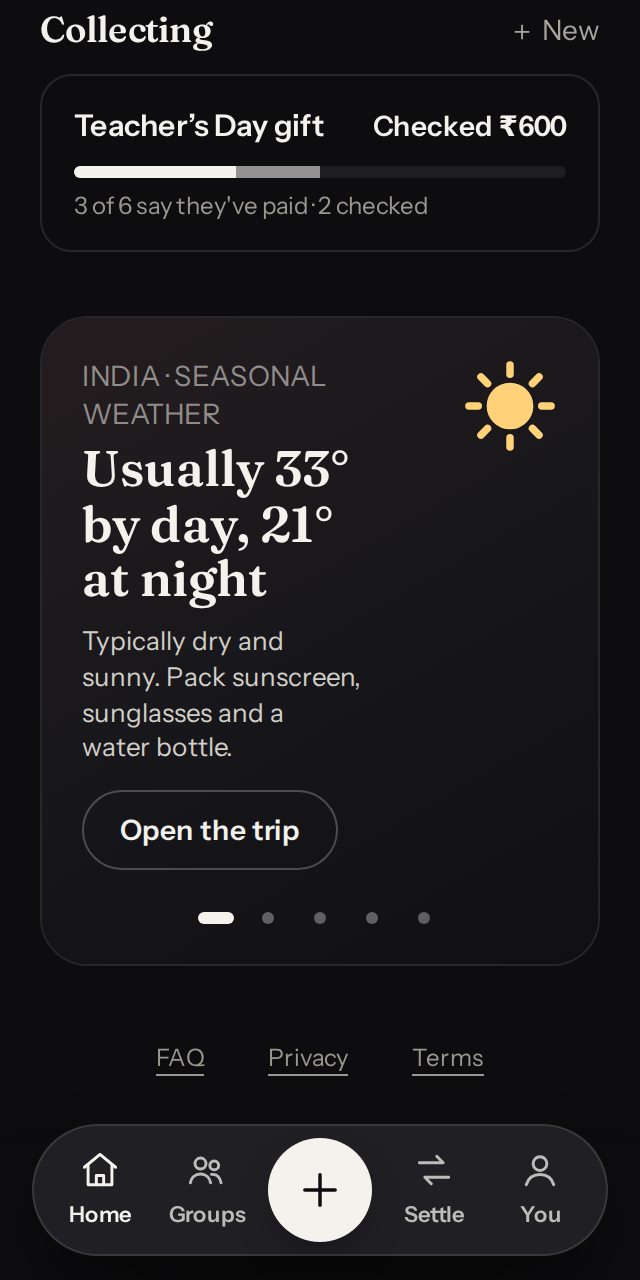 Collecting
+ New
Teacher’s Day gift
Checked ₹600
3 of 6 say they've paid · 2 checked
INDIA · SEASONAL
WEATHER
Usually 33°
by day, 21°
at night
Typically dry and
sunny. Pack sunscreen,
sunglasses and a
water bottle.
Open the trip
FAQ
Privacy
Terms
Home
Groups
Settle
You